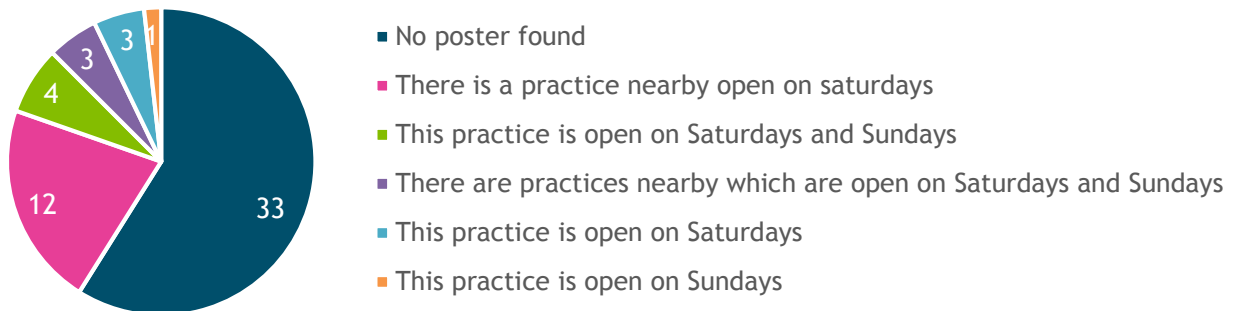 33
12
4
3
3
1
No poster found
There is a practice nearby open on saturdays
This practice is open on Saturdays and Sundays
There are practices nearby which are open on Saturdays and Sundays
This practice is open on Saturdays
This practice is open on Sundays